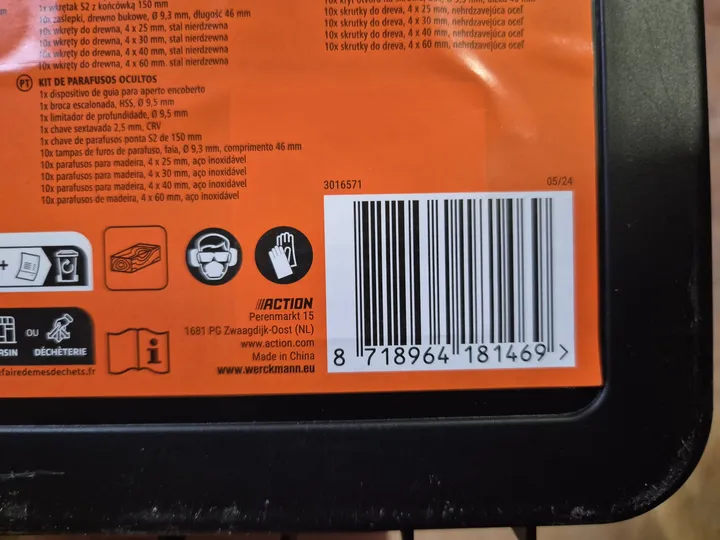 1x wkrętak S2 z końcówką 150 mm
10x zaślepki, drewno bukowe, Ø 9,3 mm, długość 46 mm
10x wkręty do drewna, 4 x 25 mm, stal nierdzewna
10x wkręty do drewna, 4 x 30 mm, stal nierdzewna
10x wkręty do drewna, 4 x 40 mm, stal nierdzewna
10x wkręty do drewna, 4 x 60 mm, stal nierdzewna
10x skrutky do dreva, 4 x 25 mm, nehrdzavejúca oceľ
10x skrutky do dreva, 4 x 30 mm, nehrdzavejúca oceľ
10x skrutky do dreva, 4 x 40 mm, nehrdzavejúca oceľ
10x skrutky do dreva, 4 x 60 mm, nehrdzavejúca oceľ
PT KIT DE PARAFUSOS OCULTOS
1x dispositivo de guia para aperto encoberto
1x broca escalonada, HSS, Ø 9,5 mm
1x limitador de profundidade, Ø 9,5 mm
1x chave sextavada 2,5 mm, CRV
1x chave de parafusos ponta S2 de 150 mm
10x tampas de furos de parafuso, faia, Ø 9,3 mm, comprimento 46 mm
10x parafusos para madeira, 4 x 25 mm, aço inoxidável
10x parafusos para madeira, 4 x 30 mm, aço inoxidável
10x parafusos para madeira, 4 x 40 mm, aço inoxidável
10x parafusos de madeira, 4 x 60 mm, aço inoxidável
3016571
05/24
+
OU
DÉCHÈTERIE
ACTION
Perenmarkt 15
1681 PG Zwaagdijk-Oost (NL)
www.action.com
Made in China
www.werckmann.eu
8 718964 181469 >